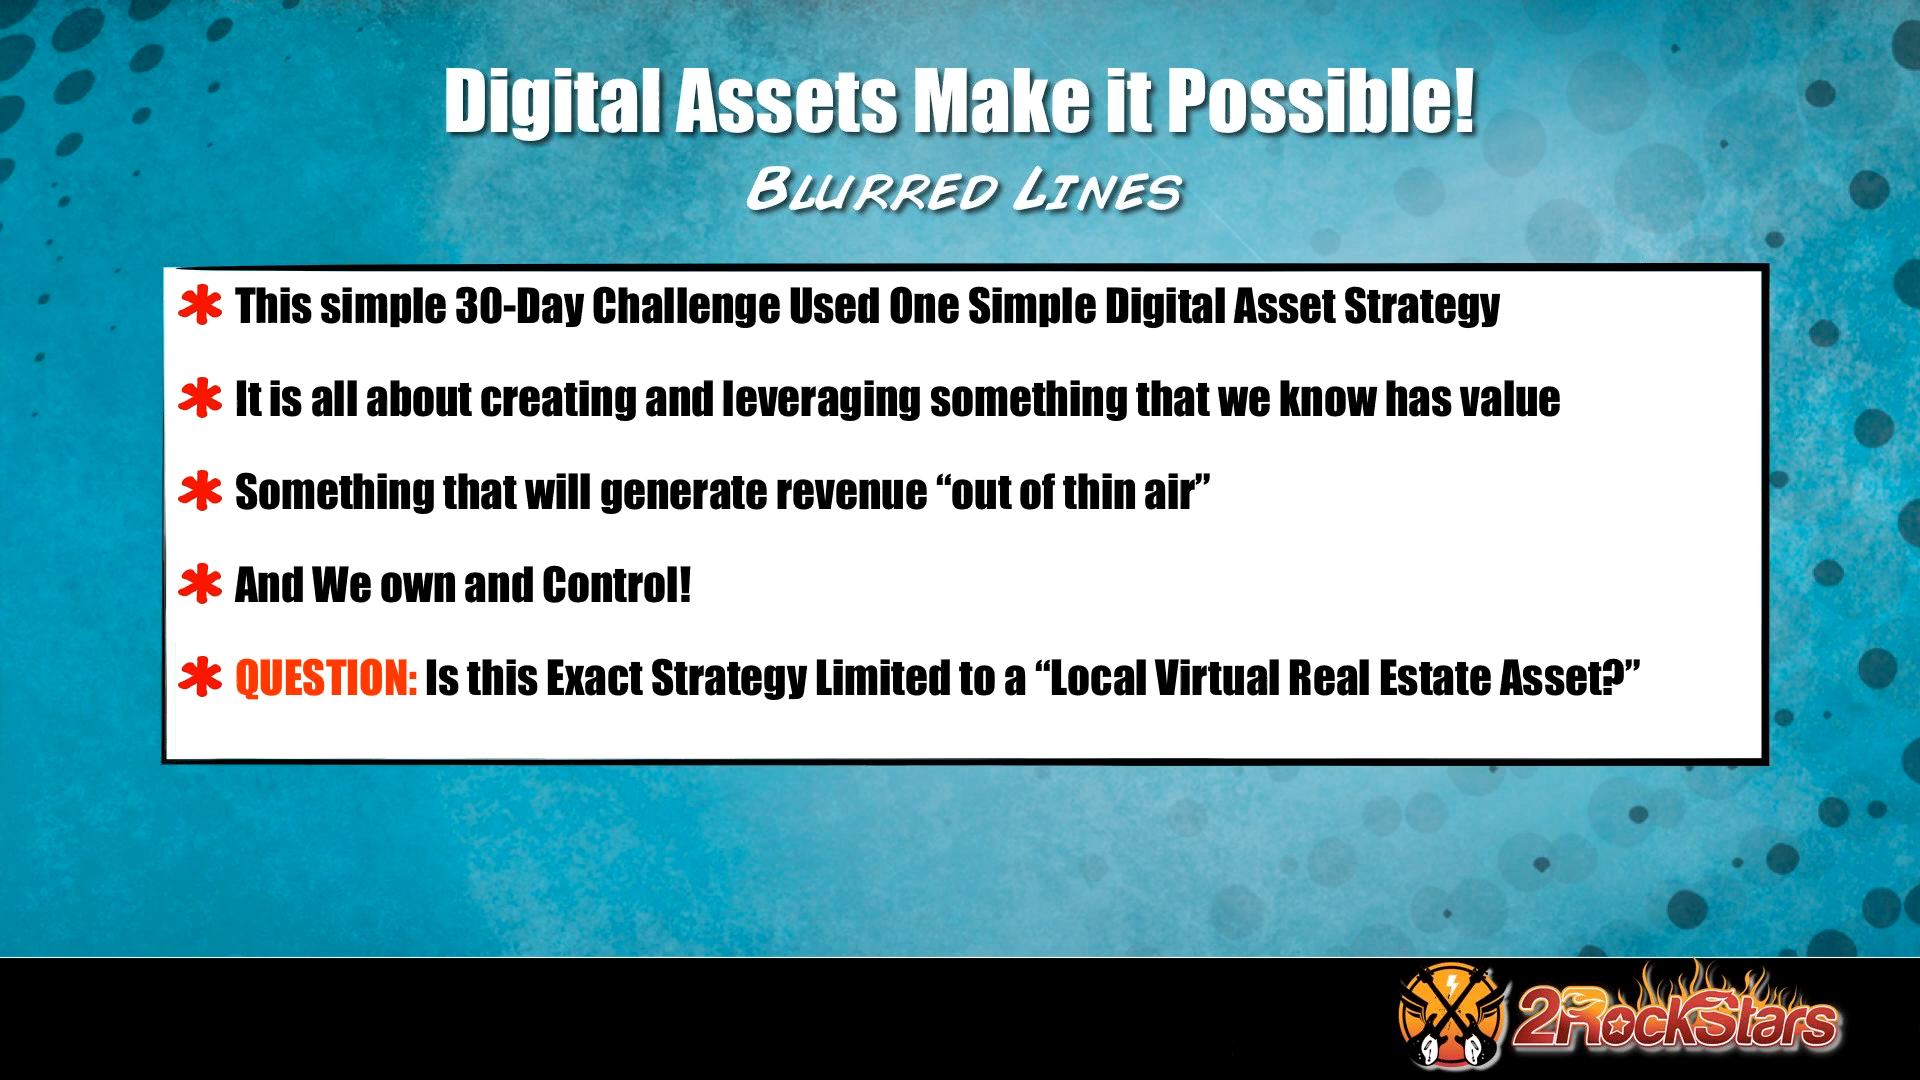 Digital Assets Make it Possible!
Blurred Lines
This simple 30-Day Challenge Used One Simple Digital Asset Strategy
It is all about creating and leveraging something that we know has value
Something that will generate revenue “out of thin air”
And We own and Control!
QUESTION: Is this Exact Strategy Limited to a “Local Virtual Real Estate Asset?”
2RockStars